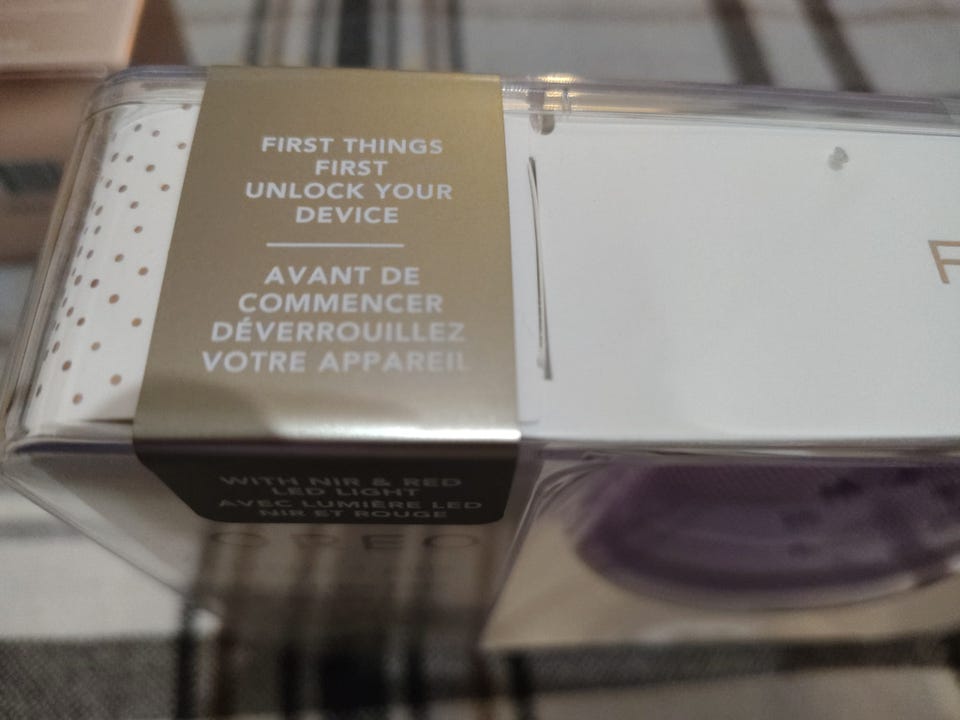 FIRST THINGS
FIRST
UNLOCK YOUR
DEVICE
AVANT DE
COMMENCER
DÉVERROUILLEZ
VOTRE APPAREIL
WITH NIR & RED
LED LIGHT
AVEC LUMIÈRE LED
NIR ET ROUGE
F